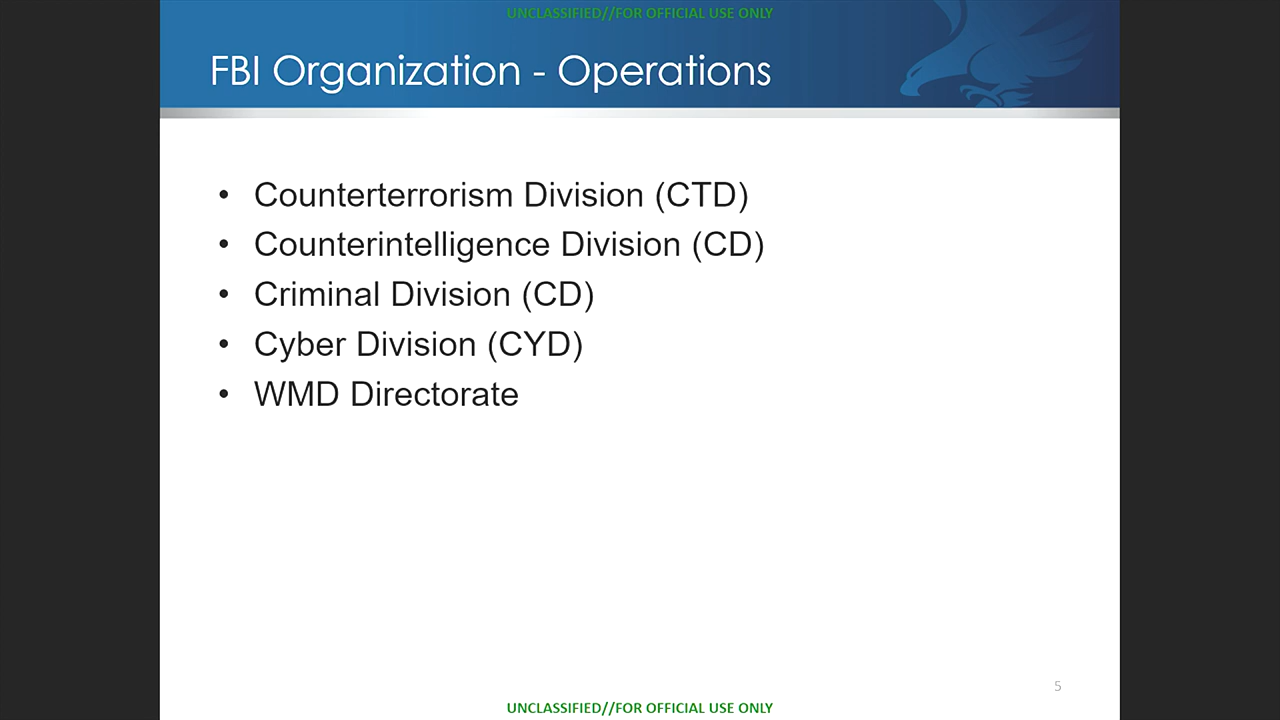 UNCLASSIFIED//FOR OFFICIAL USE ONLY
FBI Organization - Operations
• Counterterrorism Division (CTD)
• Counterintelligence Division (CD)
• Criminal Division (CD)
• Cyber Division (CYD)
• WMD Directorate
5
UNCLASSIFIED//FOR OFFICIAL USE ONLY